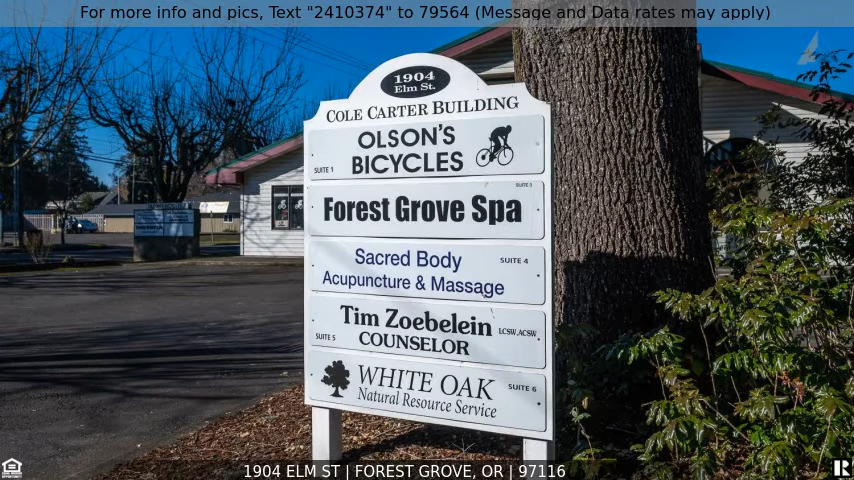 For more info and pics, Text "2410374" to 79564 (Message and Data rates may apply)
1904
Elm St.
COLE CARTER BUILDING
OLSON'S
BICYCLES
SUITE 1
SUITE 3
Forest Grove Spa
Sacred Body
SUITE 4
Acupuncture & Massage
Tim Zoebelein LCSW, ACSW
SUITE 5
COUNSELOR
WHITE OAK
SUITE 6
Natural Resource Service
1904 ELM ST | FOREST GROVE, OR | 97116